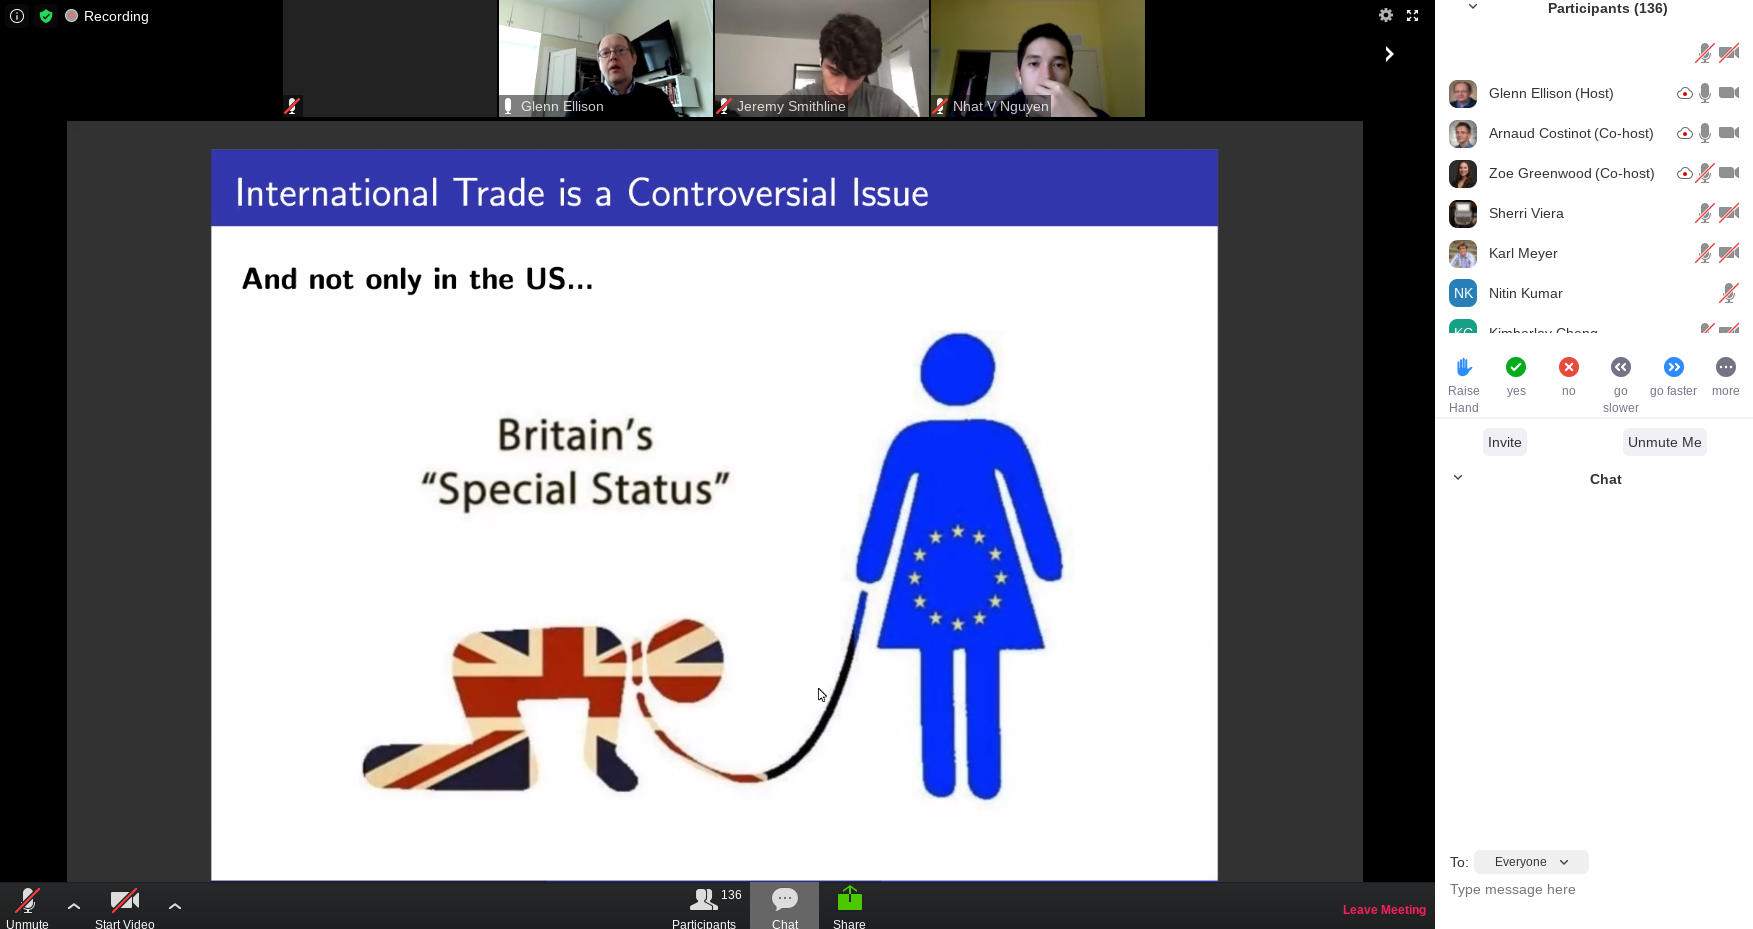 Recording
Participants (136)
Glenn Ellison
Jeremy Smithline
Nhat V Nguyen
Glenn Ellison (Host)
Arnaud Costinot (Co-host)
Zoe Greenwood (Co-host)
Sherri Viera
Karl Meyer
NK
Nitin Kumar
KC
Kimberley Cheng
International Trade is a Controversial Issue
And not only in the US...
Britain's
“Special Status”
Raise
Hand
yes
no
go
slower
go faster
more
Invite
Unmute Me
Chat
To:
Everyone
Type message here
Unmute
Start Video
136
Participants
Chat
Share
Leave Meeting